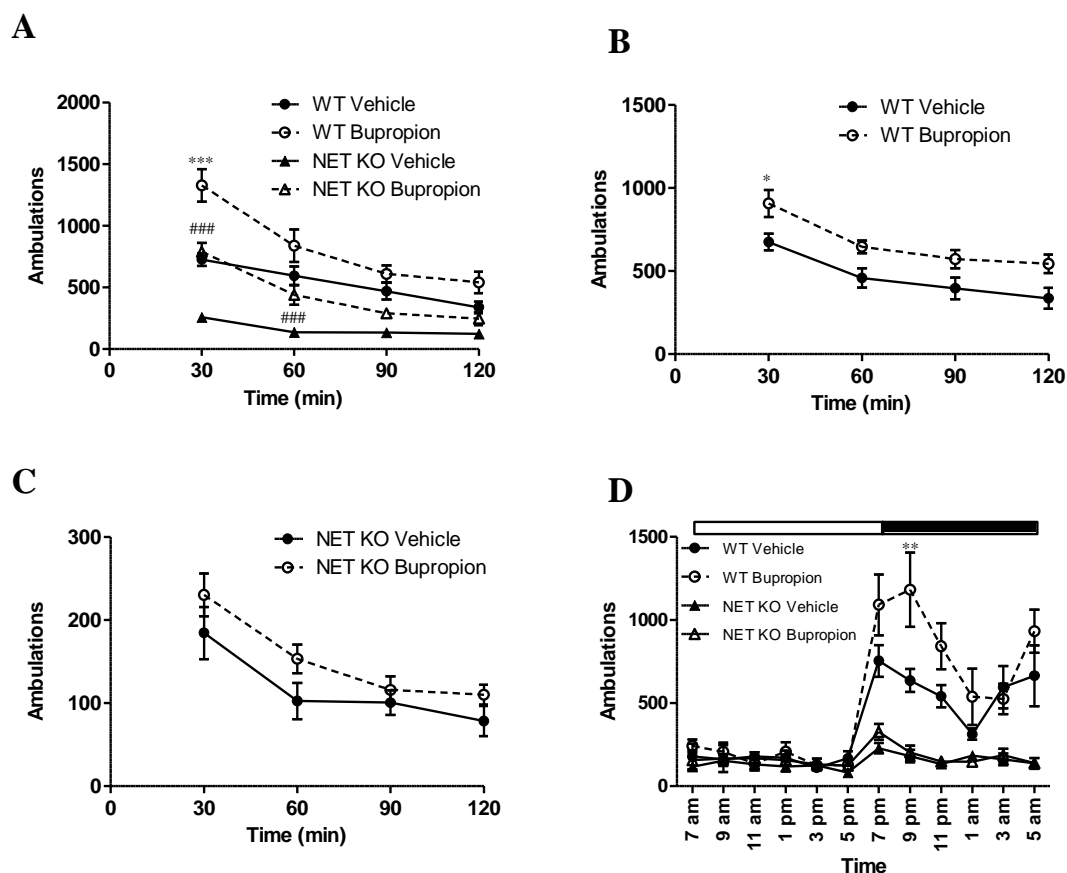 A
Ambulations
2000
1500
1000
500
0
WT Vehicle
WT Bupropion
NET KO Vehicle
NET KO Bupropion
***
###
###
0 30 60 90 120
Time (min)
B
Ambulations
1500
1000
500
0
WT Vehicle
WT Bupropion
*
0 30 60 90 120
Time (min)
C
Ambulations
300
200
100
0
NET KO Vehicle
NET KO Bupropion
0 30 60 90 120
Time (min)
D
Ambulations
1500
1000
500
0
WT Vehicle
WT Bupropion
NET KO Vehicle
NET KO Bupropion
**
7 am 9 am 11 am 1 pm 3 pm 5 pm 7 pm 9 pm 11 pm 1 am 3 am 5 am
Time